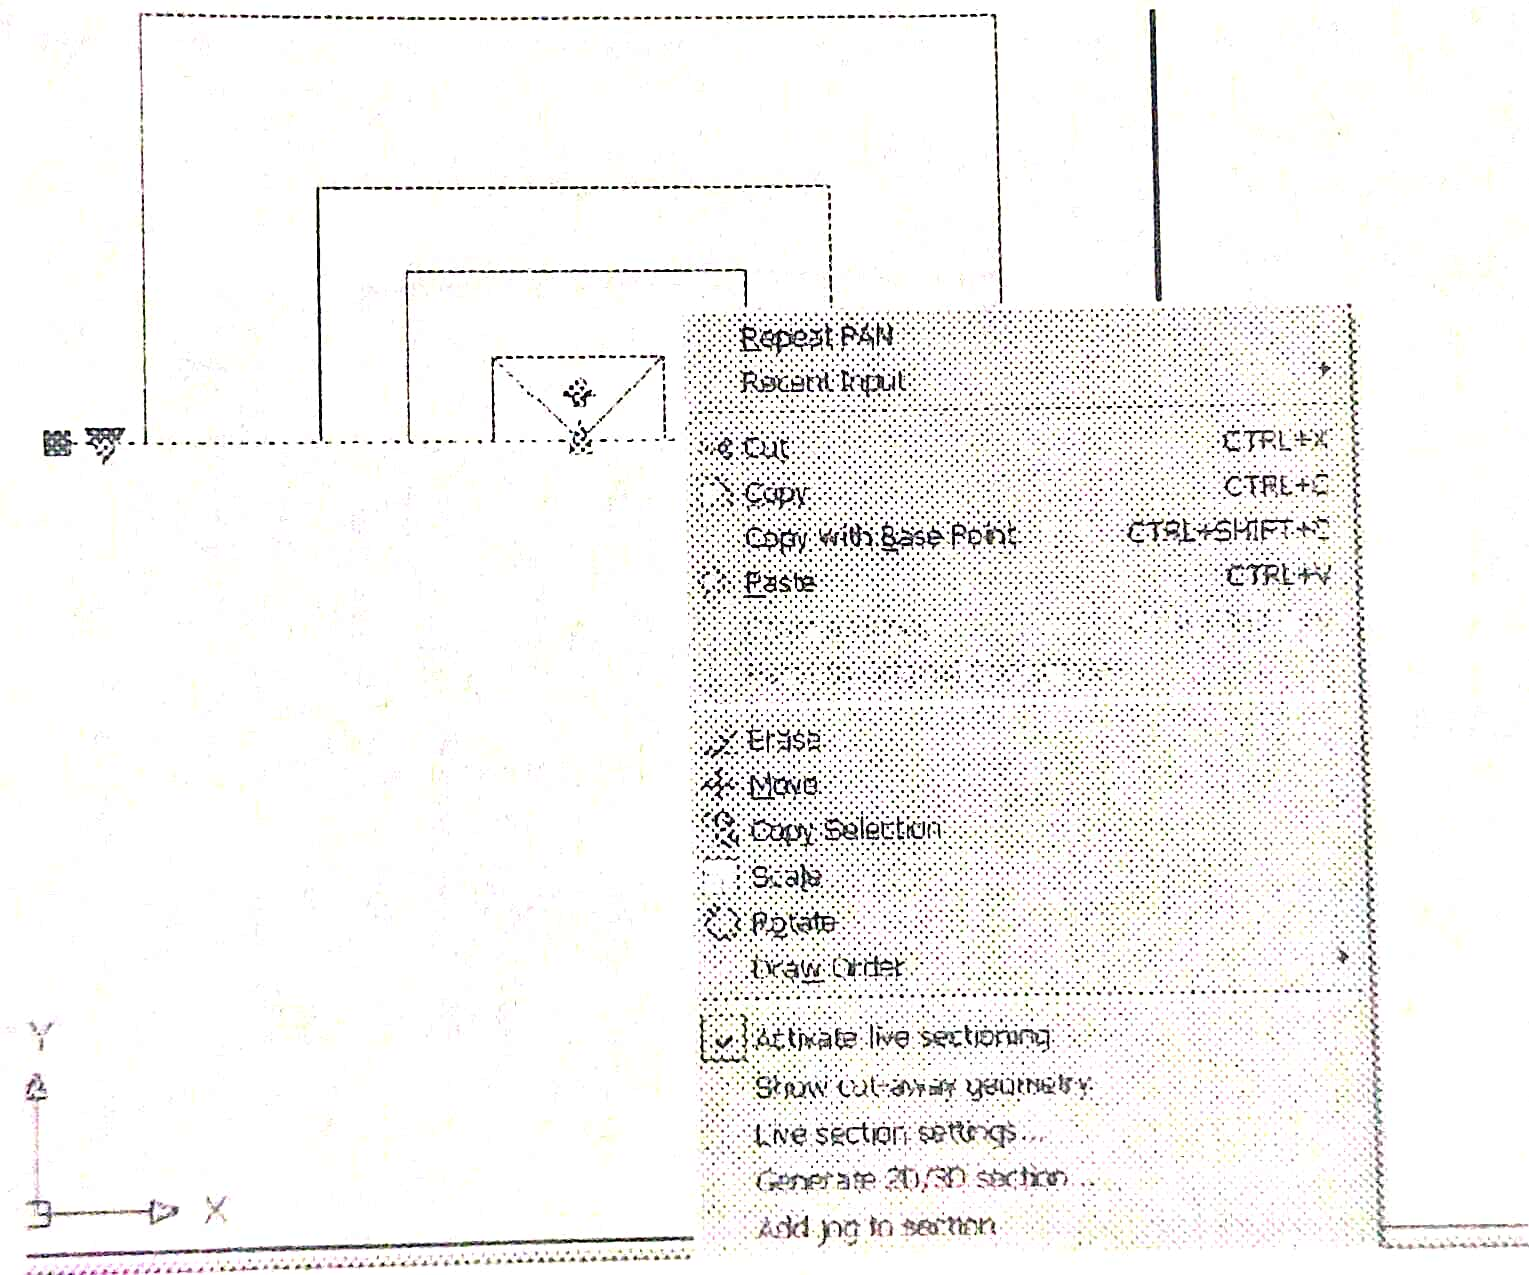 Repeat PAN
Recent Input
Cut CTRL+X
Copy CTRL+C
Copy with Base Point CTRL+SHIFT+C
Paste CTRL+V
Erase
Move
Copy Selection
Scale
Rotate
Draw Order
Activate live sectioning
Show cut-away geometry
Live section settings...
Generate 2D/3D section...
Add jog to section
Y
X